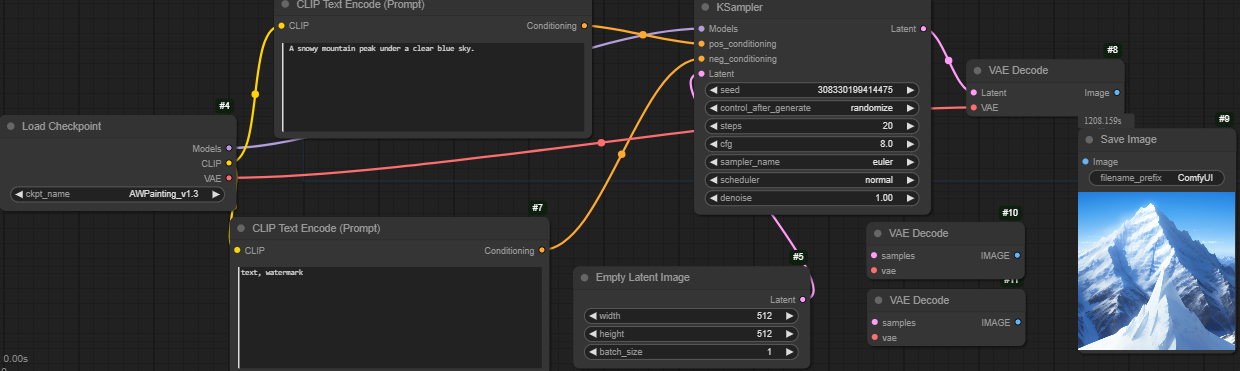 CLIP Text Encode (Prompt)
CLIP
Conditioning
A snowy mountain peak under a clear blue sky.
KSampler
Models
Latent
pos_conditioning
neg_conditioning
Latent
seed
308330199414475
control_after_generate
randomize
steps
20
cfg
8.0
sampler_name
euler
scheduler
normal
denoise
1.00
#8
VAE Decode
Latent
Image
VAE
1208.159s
#9
Save Image
Image
filename_prefix
ComfyUI
#4
Load Checkpoint
Models
CLIP
VAE
ckpt_name
AWPainting_v1.3
#7
CLIP Text Encode (Prompt)
CLIP
Conditioning
text, watermark
#5
Empty Latent Image
Latent
width
512
height
512
batch_size
1
#10
VAE Decode
samples
IMAGE
vae
VAE Decode
samples
IMAGE
vae
0.00s